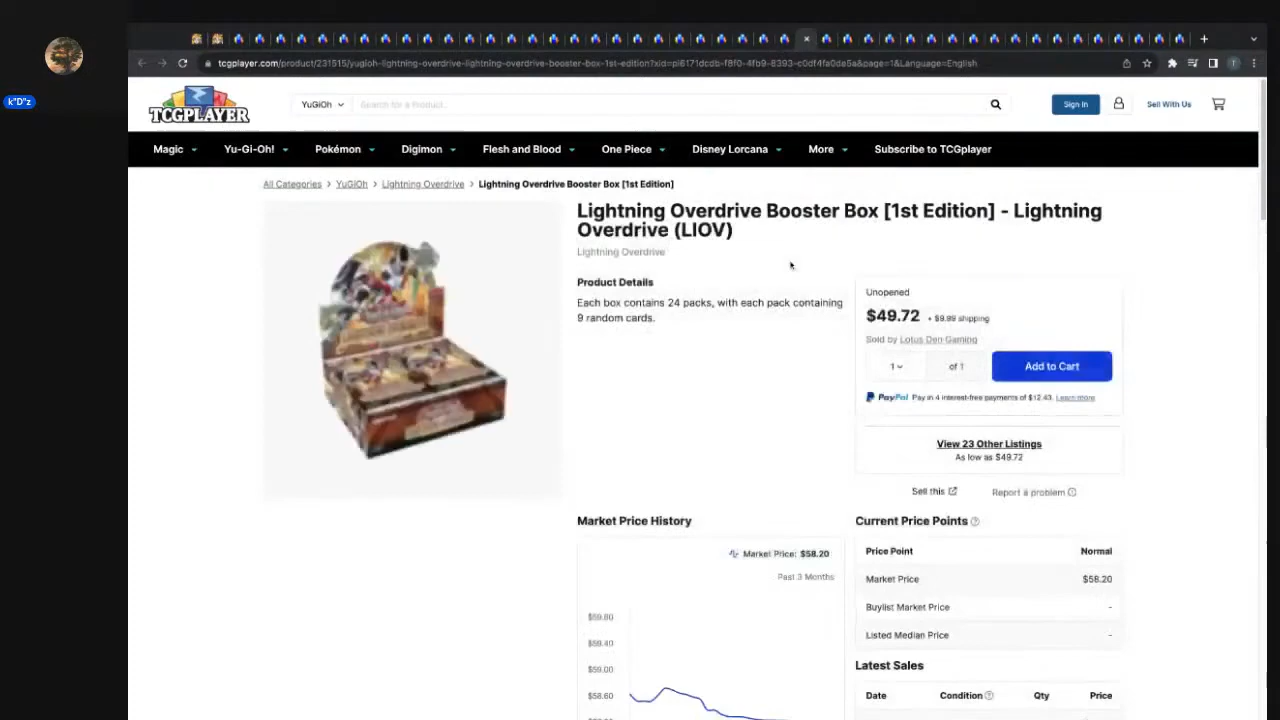 tcgplayer.com/product/231515/yugioh-lightning-overdrive-lightning-overdrive-booster-box-1st-edition?xid=pi6171dcdb-f8f0-4fb9-8393-c0df4fa0da5a&page=1&Language=English
k"D"z
TCGPLAYER
YuGiOh
Search for a Product...
Sign In
Sell With Us
Magic
Yu-Gi-Oh!
Pokémon
Digimon
Flesh and Blood
One Piece
Disney Lorcana
More
Subscribe to TCGplayer
All Categories > YuGiOh > Lightning Overdrive > Lightning Overdrive Booster Box [1st Edition]
Lightning Overdrive Booster Box [1st Edition] - Lightning
Overdrive (LIOV)
Lightning Overdrive
Product Details
Each box contains 24 packs, with each pack containing
9 random cards.
Unopened
$49.72 + $9.99 shipping
Sold by Lotus Den Gaming
1 of 1
Add to Cart
PayPal Pay in 4 interest-free payments of $12.43. Learn more
View 23 Other Listings
As low as $49.72
Sell this
Report a problem
Market Price History
Market Price: $58.20
Past 3 Months
$59.80
$59.40
$59.00
$58.60
Current Price Points
Price Point Normal
Market Price $58.20
Buylist Market Price -
Listed Median Price -
Latest Sales
Date Condition Qty Price